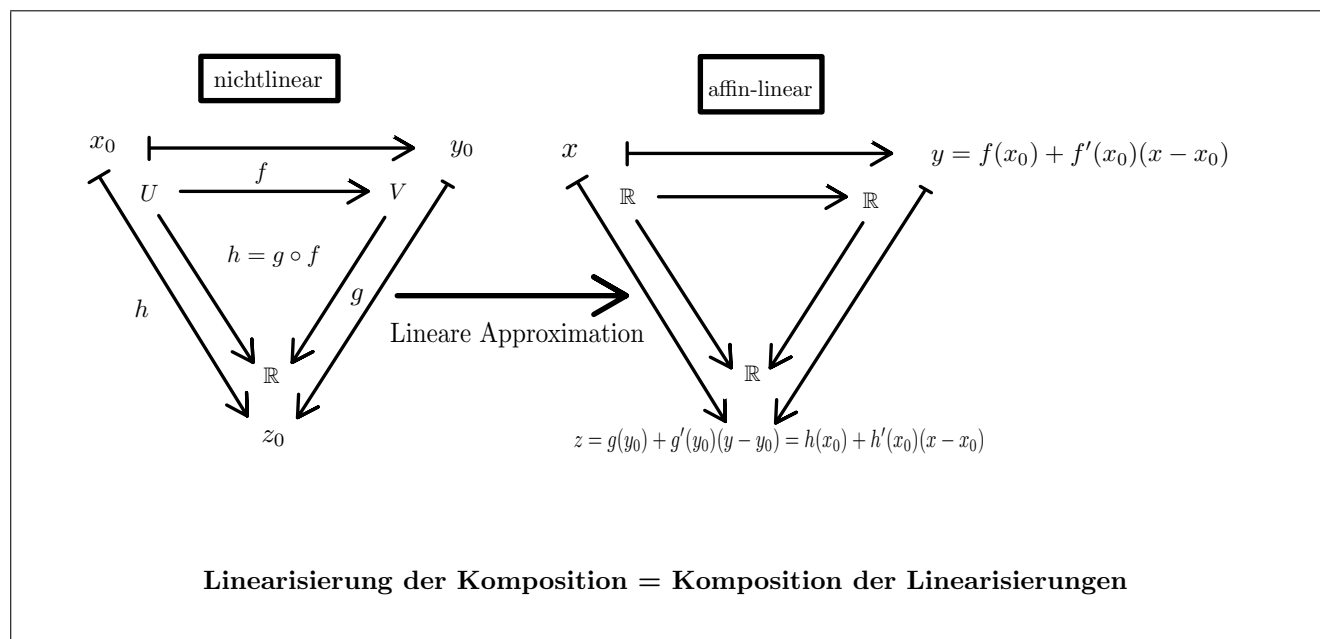 nichtlinear
affin-linear
x₀ y₀ x y = f(x₀) + f′(x₀)(x − x₀)
f
U V ℝ ℝ
h = g ∘ f
h g
Lineare Approximation
ℝ ℝ
z₀ z = g(y₀) + g′(y₀)(y − y₀) = h(x₀) + h′(x₀)(x − x₀)
Linearisierung der Komposition = Komposition der Linearisierungen